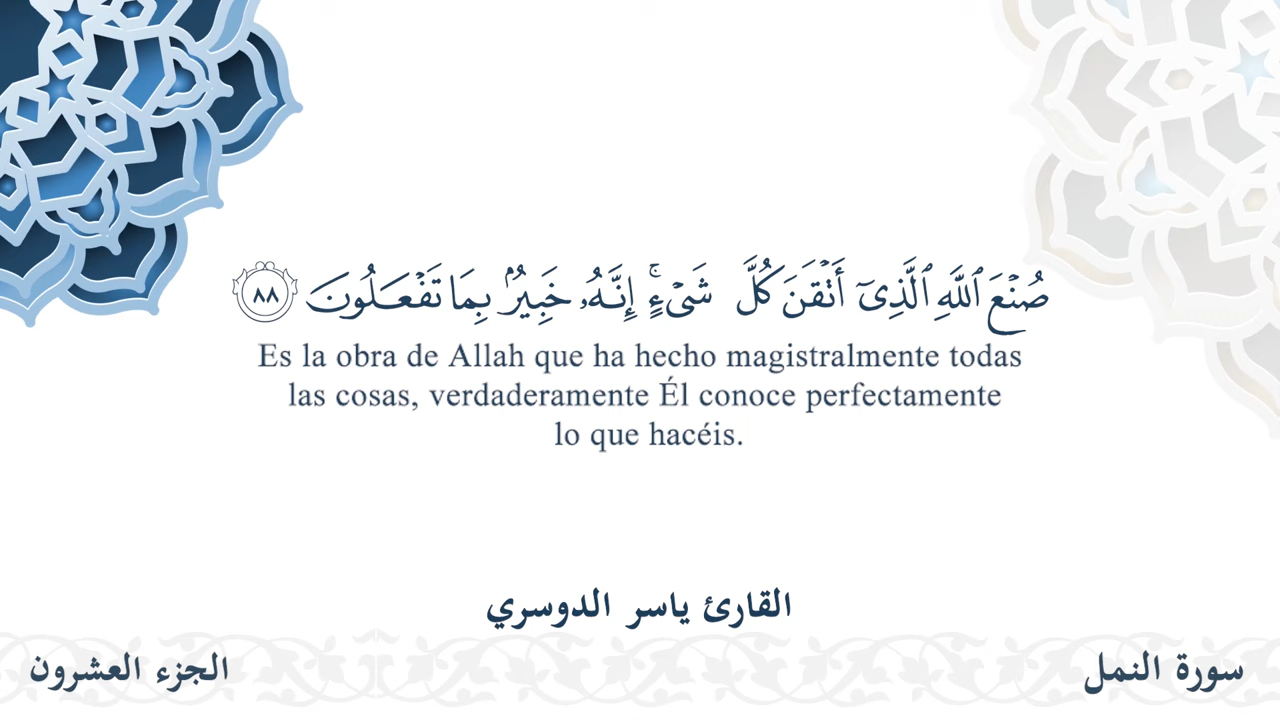 صُنْعَ ٱللَّهِ ٱلَّذِىٓ أَتْقَنَ كُلَّ شَىْءٍ ۚ إِنَّهُۥ خَبِيرٌۢ بِمَا تَفْعَلُونَ ٨٨
Es la obra de Allah que ha hecho magistralmente todas
las cosas, verdaderamente Él conoce perfectamente
lo que hacéis.
القارئ ياسر الدوسري
سورة النمل
الجزء العشرون